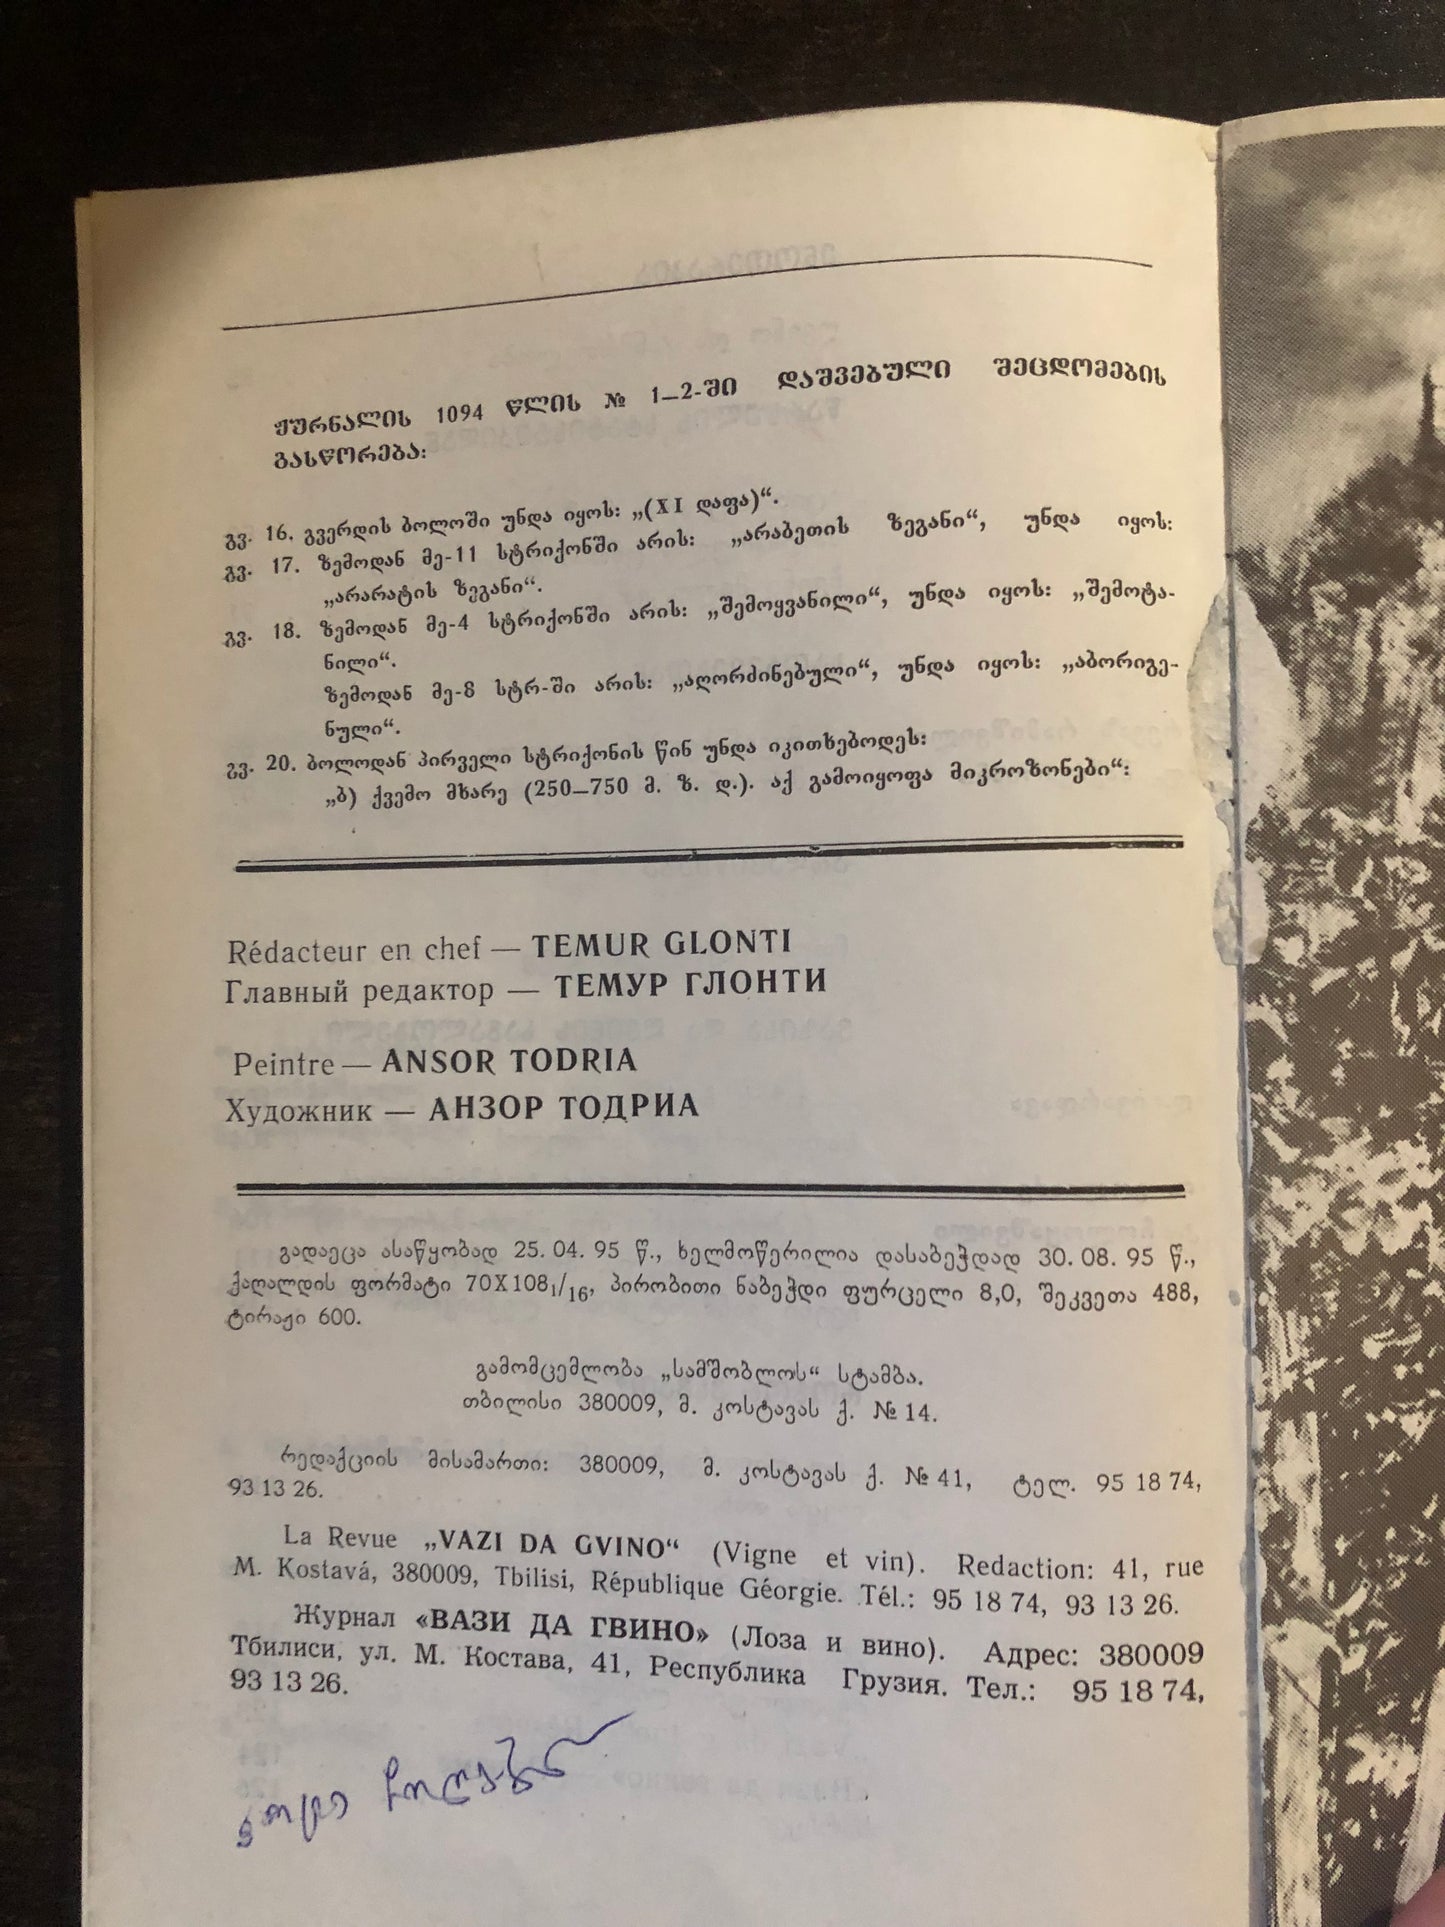 ჟურნალის 1094 წლის № 1—2-ში დაშვებული შეცდომების
გასწორება:
გვ. 16. გვერდის ბოლოში უნდა იყოს: „(XI დაფა)“.
გვ. 17. ზემოდან მე-11 სტრიქონში არის: „არაბეთის ზეგანი“, უნდა იყოს:
„არარატის ზეგანი“.
გვ. 18. ზემოდან მე-4 სტრიქონში არის: „შემოყვანილი“, უნდა იყოს: „შემოტა-
ნილი“.
ზემოდან მე-8 სტრ-ში არის: „აღორძინებული“, უნდა იყოს: „აბორიგე-
ნული“.
გვ. 20. ბოლოდან პირველი სტრიქონის წინ უნდა იკითხებოდეს:
„ბ) ქვემო მხარე (250—750 მ. ზ. დ.). აქ გამოიყოფა მიკროზონები“:
Rédacteur en chef — TEMUR GLONTI
Главный редактор — ТЕМУР ГЛОНТИ
Peintre — ANSOR TODRIA
Художник — АНЗОР ТОДРИА
გადაეცა ასაწყობად 25. 04. 95 წ., ხელმოწერილია დასაბეჭდად 30. 08. 95 წ.,
ქაღალდის ფორმატი 70X108 1/16, პირობითი ნაბეჭდი ფურცელი 8,0, შეკვეთა 488,
ტირაჟი 600.
გამომცემლობა „სამშობლოს“ სტამბა.
თბილისი 380009, მ. კოსტავას ქ. № 14.
რედაქციის მისამართი: 380009, მ. კოსტავას ქ. № 41, ტელ. 95 18 74,
93 13 26.
La Revue „VAZI DA GVINO“ (Vigne et vin). Redaction: 41, rue
M. Kostavá, 380009, Tbilisi, République Géorgie. Tél.: 95 18 74, 93 13 26.
Журнал «ВАЗИ ДА ГВИНО» (Лоза и вино). Адрес: 380009
Тбилиси, ул. М. Костава, 41, Республика Грузия. Тел.: 95 18 74,
93 13 26.